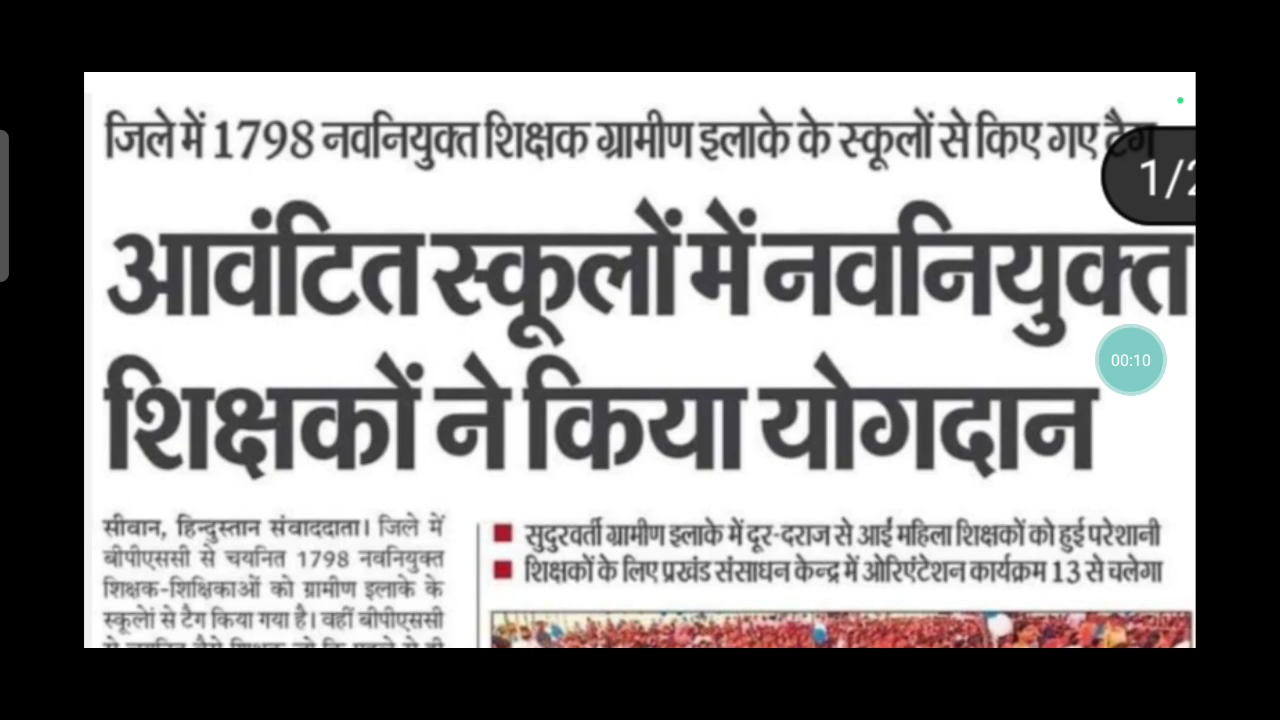 जिले में 1798 नवनियुक्त शिक्षक ग्रामीण इलाके के स्कूलों से किए गए टैग
1/2
आवंटित स्कूलों में नवनियुक्त
शिक्षकों ने किया योगदान
00:10
सीवान, हिन्दुस्तान संवाददाता। जिले में
बीपीएससी से चयनित 1798 नवनियुक्त
शिक्षक-शिक्षिकाओं को ग्रामीण इलाके के
स्कूलों से टैग किया गया है। वहीं बीपीएससी
सुदुरवर्ती ग्रामीण इलाके में दूर-दराज से आईं महिला शिक्षकों को हुई परेशानी
शिक्षकों के लिए प्रखंड संसाधन केन्द्र में ओरिएंटेशन कार्यक्रम 13 से चलेगा